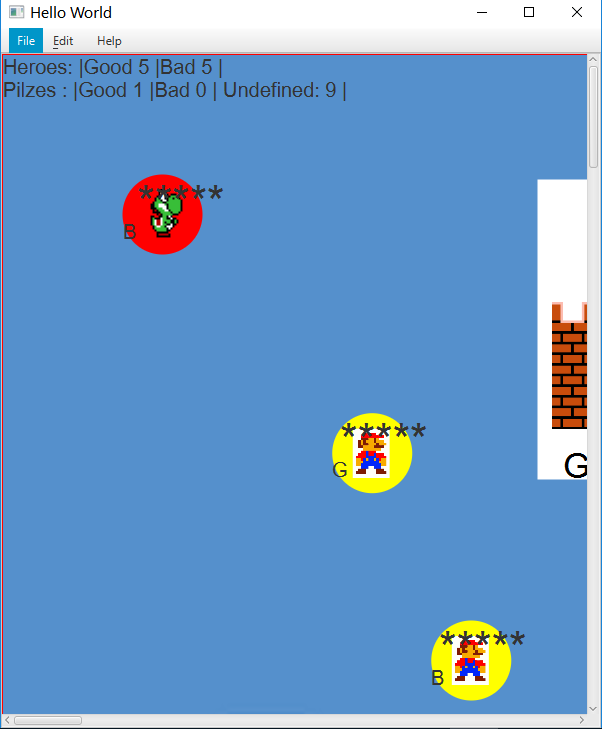 Hello World
File Edit Help
Heroes: |Good 5 |Bad 5 |
Pilzes : |Good 1 |Bad 0 | Undefined: 9 |
*****
B
*****
G
G
*****
B